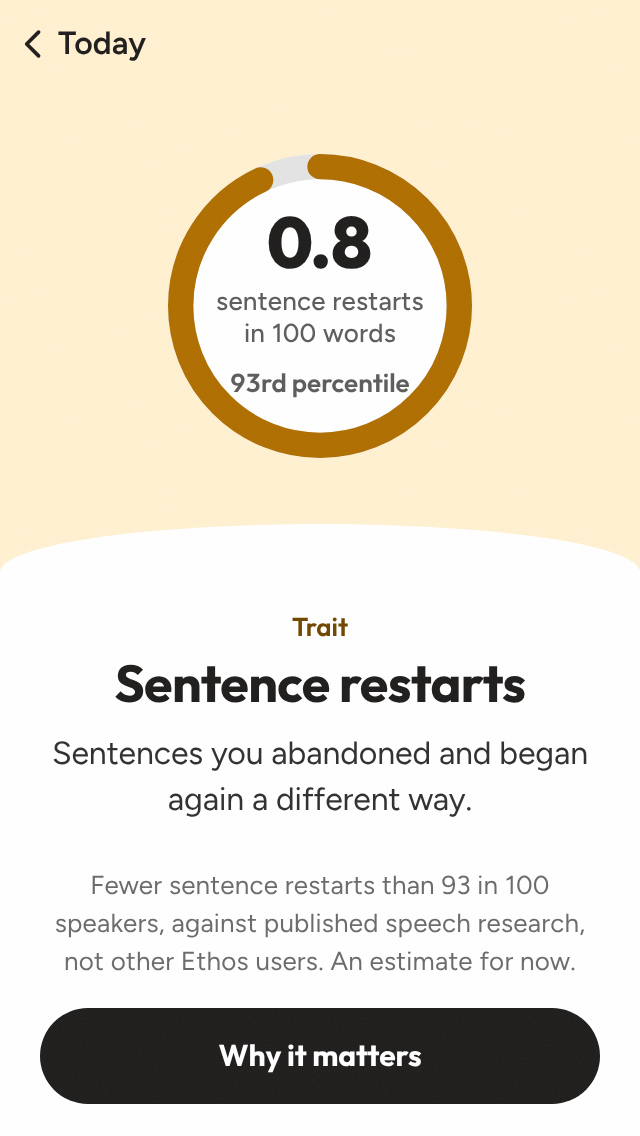 Today
0.8
sentence restarts
in 100 words
93rd percentile
Trait
Sentence restarts
Sentences you abandoned and began
again a different way.
Fewer sentence restarts than 93 in 100
speakers, against published speech research,
not other Ethos users. An estimate for now.
Why it matters